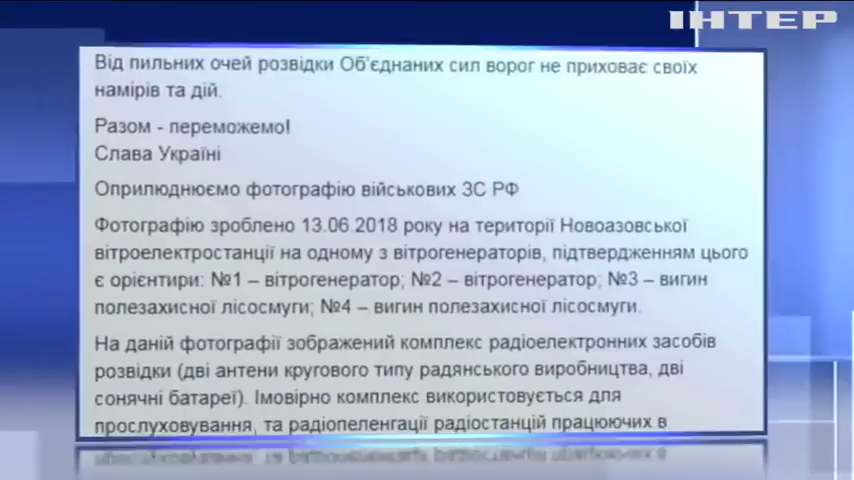 ІНТЕР
Від пильних очей розвідки Об'єднаних сил ворог не приховає своїх
намірів та дій.
Разом - переможемо!
Слава Україні
Оприлюднюємо фотографію військових ЗС РФ
Фотографію зроблено 13.06.2018 року на території Новоазовської
вітроелектростанції на одному з вітрогенераторів, підтвердженням цього
є орієнтири: №1 – вітрогенератор; №2 – вітрогенератор; №3 – вигин
полезахисної лісосмуги; №4 – вигин полезахисної лісосмуги.
На даній фотографії зображений комплекс радіоелектронних засобів
розвідки (дві антени кругового типу радянського виробництва, дві
сонячні батареї). Імовірно комплекс використовується для
прослуховування, та радіопеленгації радіостанцій працюючих в